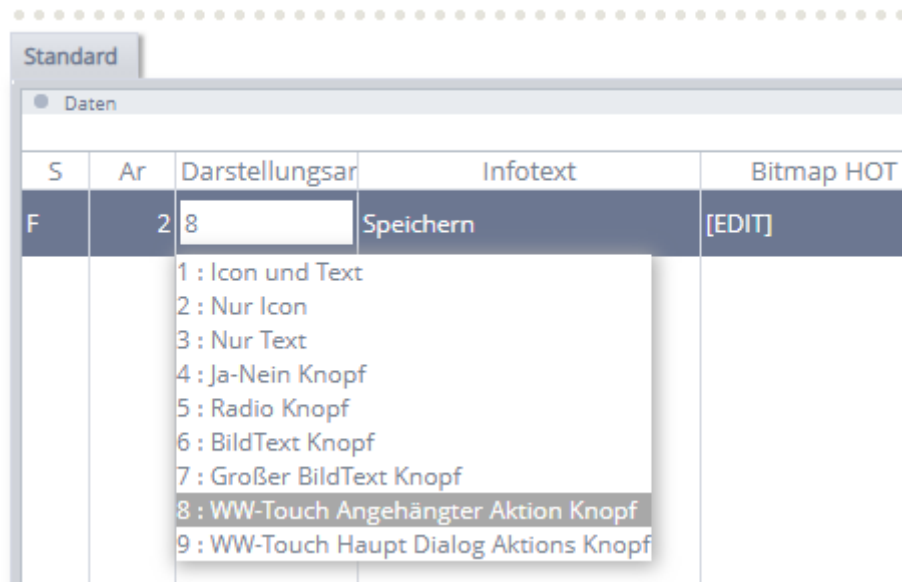 Standard
Daten
S Ar Darstellungsar Infotext Bitmap HOT
F 2 8 Speichern [EDIT]
1 : Icon und Text
2 : Nur Icon
3 : Nur Text
4 : Ja-Nein Knopf
5 : Radio Knopf
6 : BildText Knopf
7 : Großer BildText Knopf
8 : WW-Touch Angehängter Aktion Knopf
9 : WW-Touch Haupt Dialog Aktions Knopf